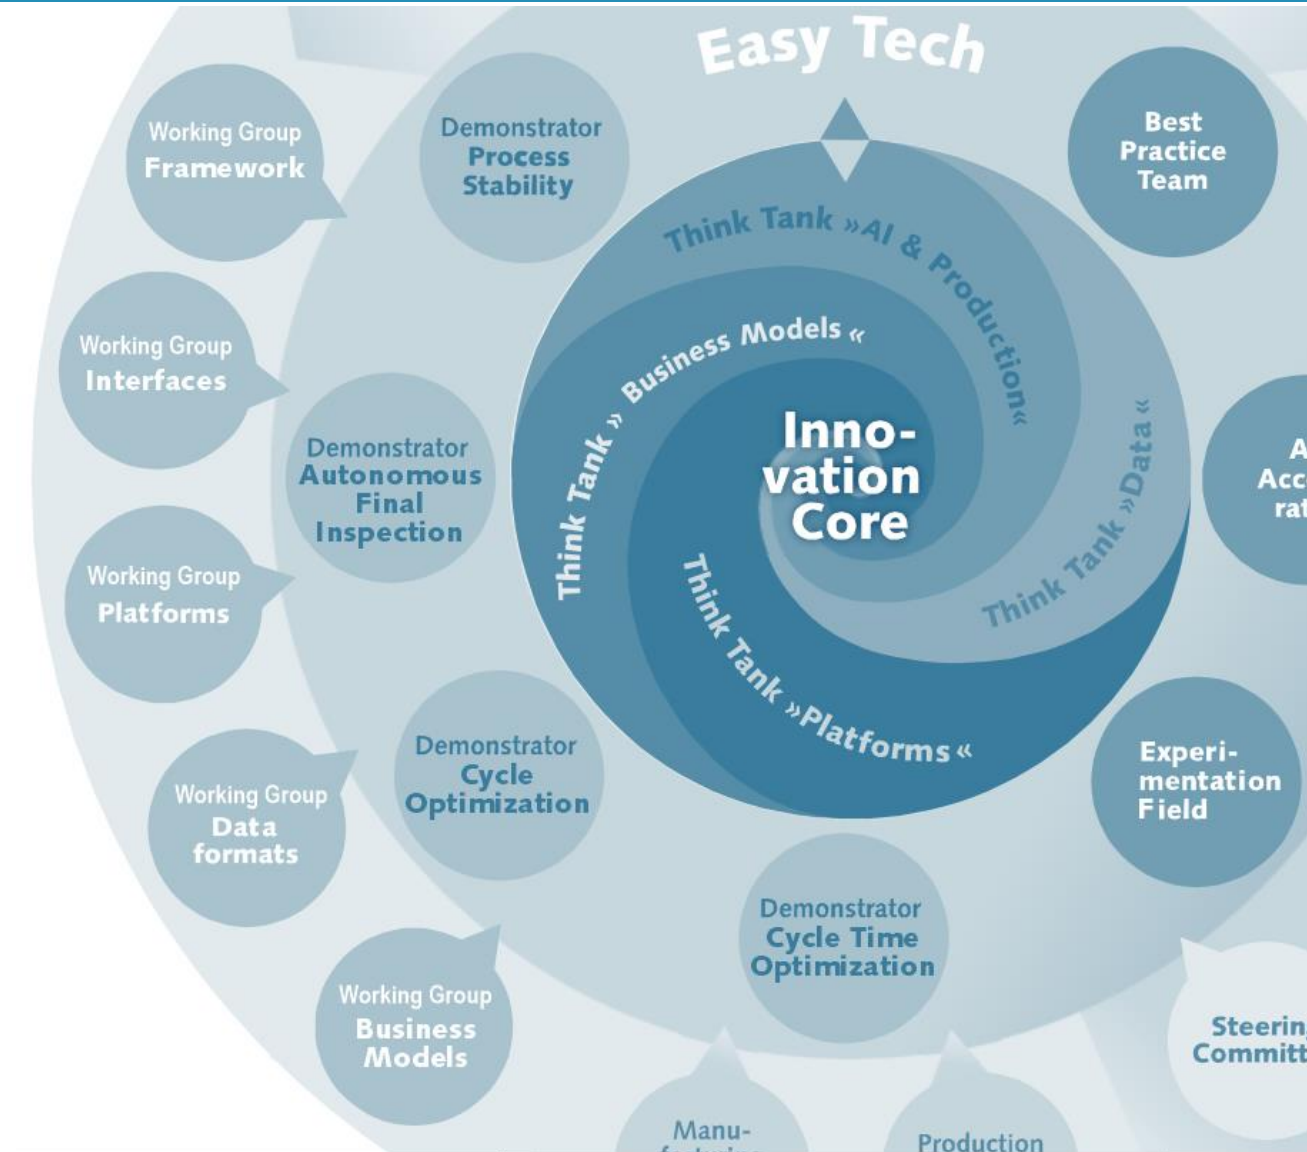 Easy Tech
Working Group
Framework
Demonstrator
Process
Stability
Best
Practice
Team
Think Tank »AI & Production«
Think Tank » Business Models «
Working Group
Interfaces
Demonstrator
Autonomous
Final
Inspection
Inno-
vation
Core
Think Tank »Data «
Working Group
Platforms
Think Tank »Platforms «
Demonstrator
Cycle
Optimization
Experi-
mentation
Field
Working Group
Data
formats
Demonstrator
Cycle Time
Optimization
Working Group
Business
Models
Manu-
Production